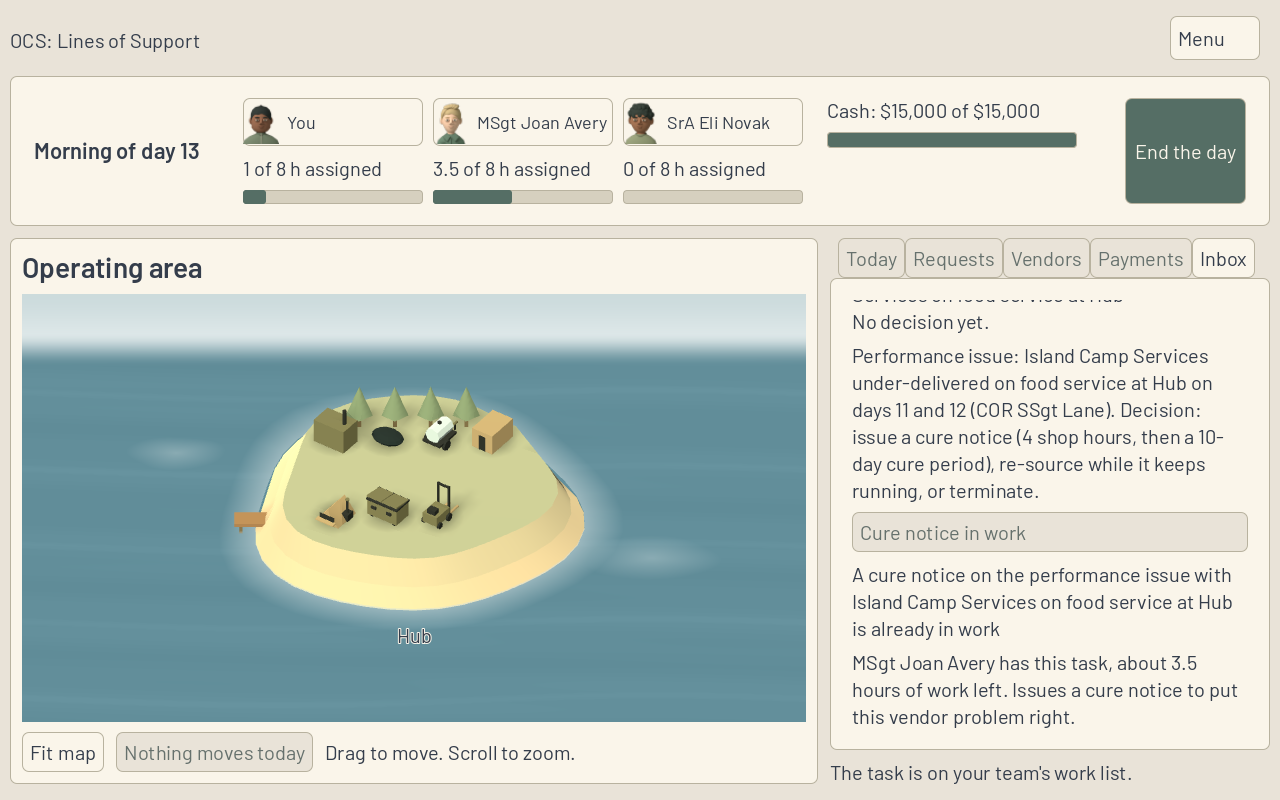 OCS: Lines of Support
Menu
Morning of day 13
You
1 of 8 h assigned
MSgt Joan Avery
3.5 of 8 h assigned
SrA Eli Novak
0 of 8 h assigned
Cash: $15,000 of $15,000
End the day
Operating area
Hub
Fit map
Nothing moves today
Drag to move. Scroll to zoom.
Today
Requests
Vendors
Payments
Inbox
Services on food service at Hub
No decision yet.
Performance issue: Island Camp Services
under-delivered on food service at Hub on
days 11 and 12 (COR SSgt Lane). Decision:
issue a cure notice (4 shop hours, then a 10-
day cure period), re-source while it keeps
running, or terminate.
Cure notice in work
A cure notice on the performance issue with
Island Camp Services on food service at Hub
is already in work
MSgt Joan Avery has this task, about 3.5
hours of work left. Issues a cure notice to put
this vendor problem right.
The task is on your team's work list.